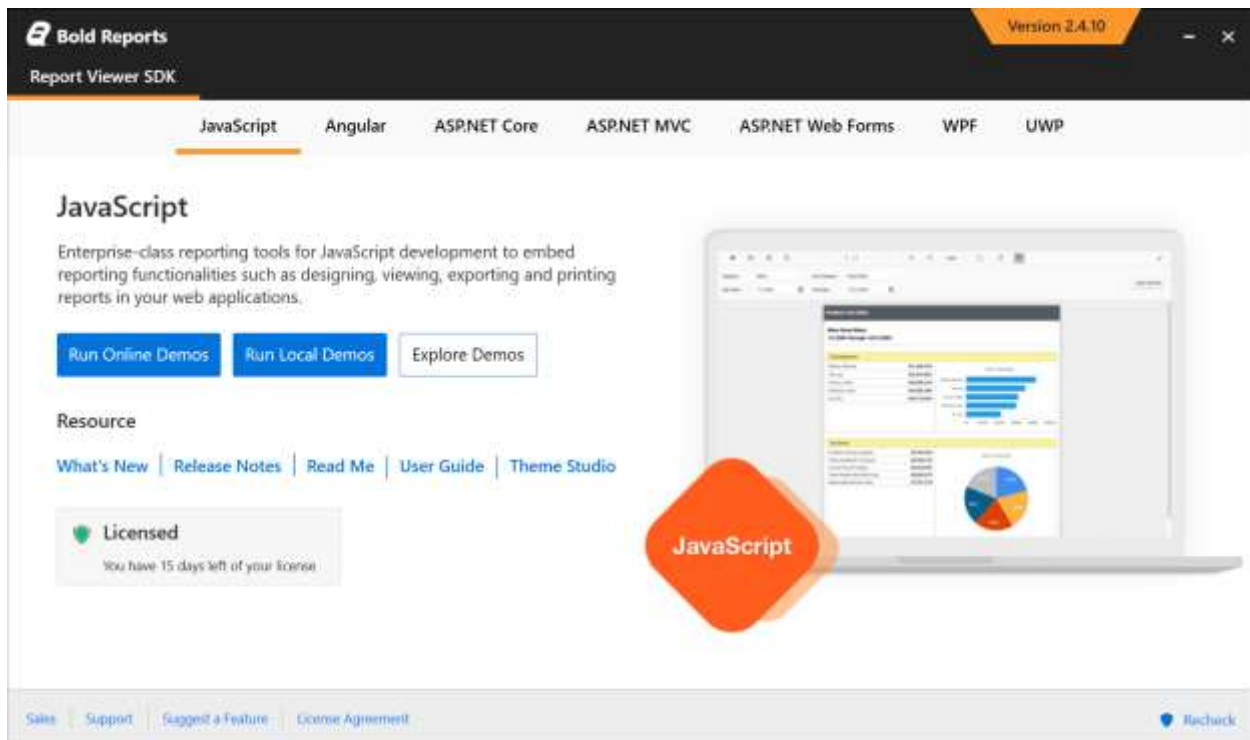 Bold Reports
Version 2.4.10
Report Viewer SDK
JavaScript Angular ASP.NET Core ASP.NET MVC ASP.NET Web Forms WPF UWP
JavaScript
Enterprise-class reporting tools for JavaScript development to embed
reporting functionalities such as designing, viewing, exporting and printing
reports in your web applications.
Run Online Demos Run Local Demos Explore Demos
Resource
What's New Release Notes Read Me User Guide Theme Studio
Licensed
You have 15 days left of your license
JavaScript
Sales Support Suggest a Feature License Agreement Recheck